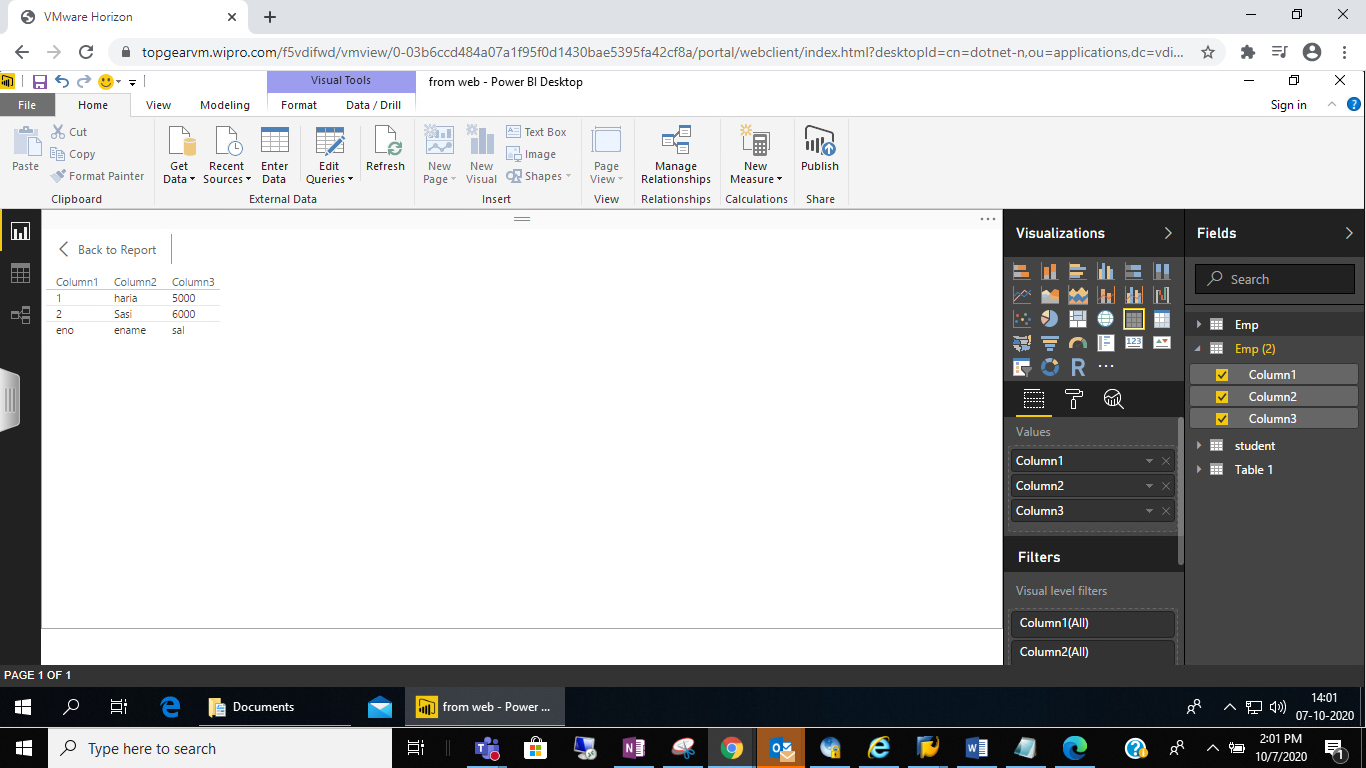 VMware Horizon
topgearvm.wipro.com/f5vdifwd/vmview/0-03b6ccd484a07a1f95f0d1430bae5395fa42cf8a/portal/webclient/index.html?desktopId=cn=dotnet-n,ou=applications,dc=vdi...
Visual Tools
from web - Power BI Desktop
File Home View Modeling Format Data / Drill Sign in ?
Paste Cut Copy Format Painter
Get Data Recent Sources Enter Data Edit Queries Refresh
New Page New Visual Text Box Image Shapes
Page View Manage Relationships New Measure Publish
Clipboard External Data Insert View Relationships Calculations Share
Back to Report
Column1 Column2 Column3
1 haria 5000
2 Sasi 6000
eno ename sal
Visualizations
123
R
Values
Column1
Column2
Column3
Filters
Visual level filters
Column1(All)
Column2(All)
Fields
Search
Emp
Emp (2)
Column1
Column2
Column3
student
Table 1
PAGE 1 OF 1
Documents from web - Power ... 14:01
07-10-2020
Type here to search 2:01 PM
10/7/2020